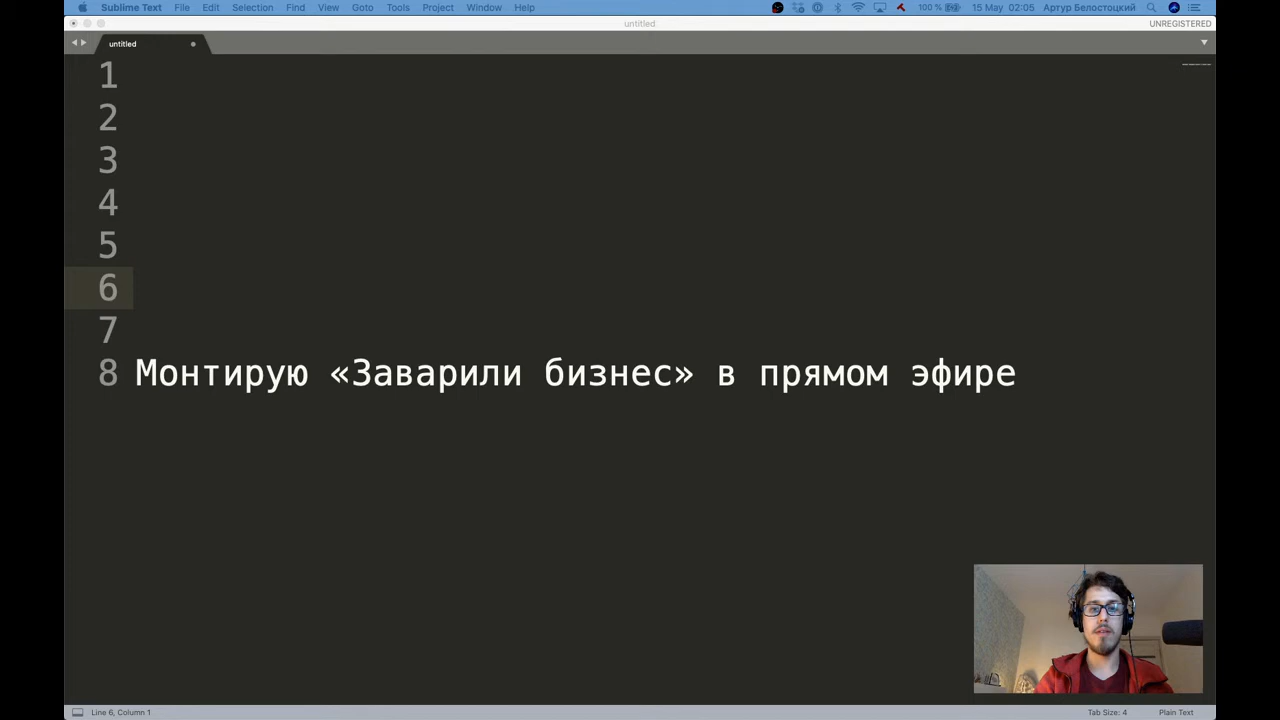 Sublime Text File Edit Selection Find View Goto Tools Project Window Help 100 % 15 May 02:05 Артур Белостоцкий
untitled UNREGISTERED
untitled
1
2
3
4
5
6
7
8 Монтирую «Заварили бизнес» в прямом эфире
Line 6, Column 1 Tab Size: 4 Plain Text